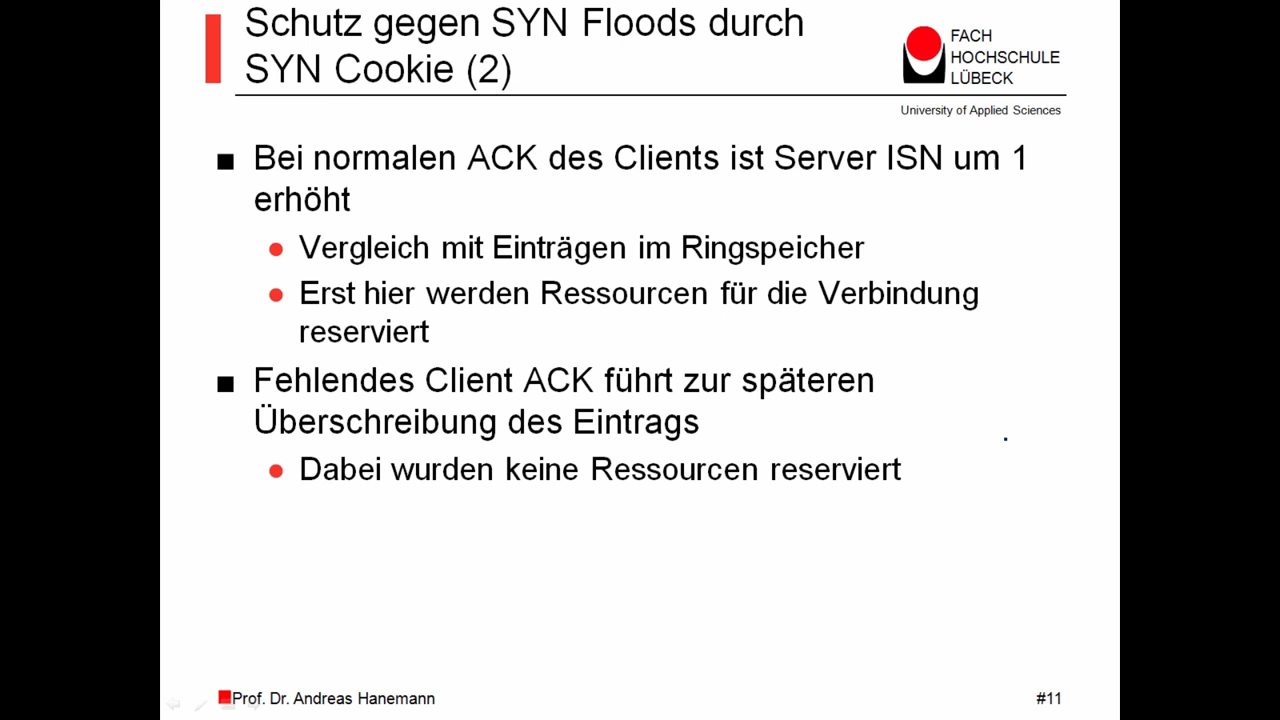 Schutz gegen SYN Floods durch
SYN Cookie (2)
FACH
HOCHSCHULE
LÜBECK
University of Applied Sciences
Bei normalen ACK des Clients ist Server ISN um 1
erhöht
Vergleich mit Einträgen im Ringspeicher
Erst hier werden Ressourcen für die Verbindung
reserviert
Fehlendes Client ACK führt zur späteren
Überschreibung des Eintrags
Dabei wurden keine Ressourcen reserviert
Prof. Dr. Andreas Hanemann
#11